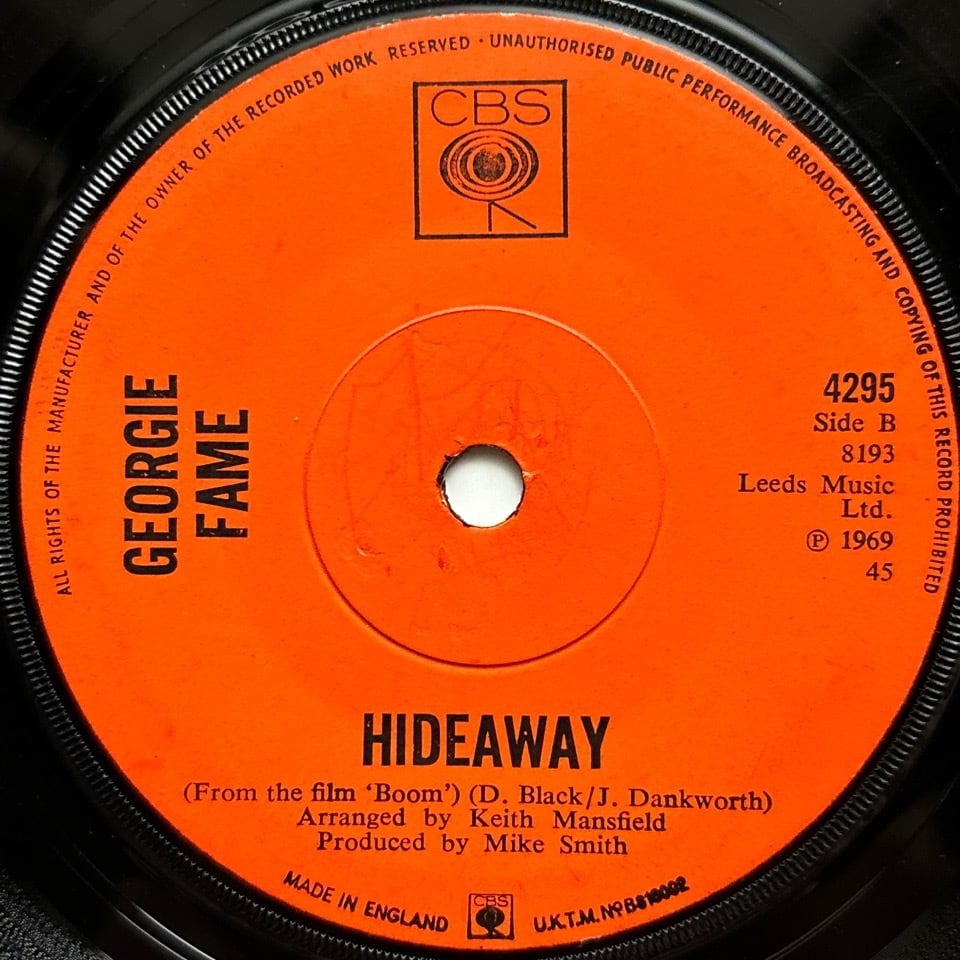 ALL RIGHTS OF THE MANUFACTURER AND OF THE OWNER OF THE RECORDED WORK RESERVED · UNAUTHORISED PUBLIC PERFORMANCE BROADCASTING AND COPYING OF THIS RECORD PROHIBITED
CBS
GEORGIE
FAME
4295
Side B
8193
Leeds Music
Ltd.
℗ 1969
45
HIDEAWAY
(From the film ‘Boom’) (D. Black/J. Dankworth)
Arranged by Keith Mansfield
Produced by Mike Smith
MADE IN ENGLAND
CBS
U.K.T.M. Nº